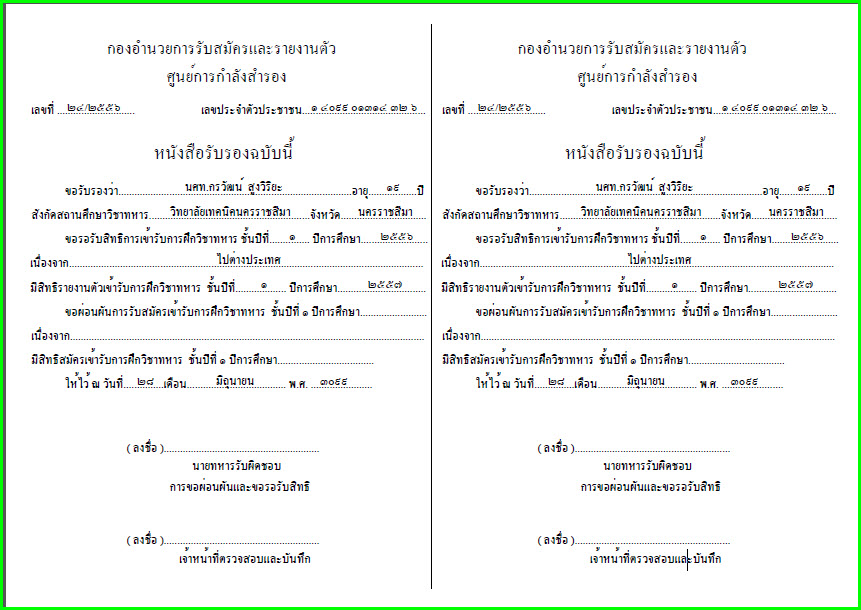 กองอำนวยการรับสมัครและรายงานตัว
ศูนย์การกำลังสำรอง
เลขที่ ....๒๔/๒๕๕๖..... เลขประจำตัวประชาชน...๑ ๔๐๙๙ ๐๑๓๑๔ ๓๒ ๖...
หนังสือรับรองฉบับนี้
ขอรับรองว่า..........นศท.กรวัฒน์ สูงวิริยะ..........อายุ.....๑๙.....ปี
สังกัดสถานศึกษาวิชาทหาร.....วิทยาลัยเทคนิคนครราชสีมา.....จังหวัด.....นครราชสีมา.....
ขอรอรับสิทธิการเข้ารับการฝึกวิชาทหาร ชั้นปีที่.....๑..... ปีการศึกษา.....๒๕๕๖.....
เนื่องจาก..........ไปต่างประเทศ..........
มีสิทธิรายงานตัวเข้ารับการฝึกวิชาทหาร ชั้นปีที่.....๑..... ปีการศึกษา.....๒๕๕๗.....
ขอผ่อนผันการรับสมัครเข้ารับการฝึกวิชาทหาร ชั้นปีที่ ๑ ปีการศึกษา....................
เนื่องจาก....................
มีสิทธิสมัครเข้ารับการฝึกวิชาทหาร ชั้นปีที่ ๑ ปีการศึกษา....................
ให้ไว้ ณ วันที่....๒๘....เดือน.....มิถุนายน..... พ.ศ. ...๓๐๙๙.....
( ลงชื่อ )....................
นายทหารรับผิดชอบ
การขอผ่อนผันและขอรอรับสิทธิ
( ลงชื่อ )....................
เจ้าหน้าที่ตรวจสอบและบันทึก
กองอำนวยการรับสมัครและรายงานตัว
ศูนย์การกำลังสำรอง
เลขที่ ....๒๔/๒๕๕๖..... เลขประจำตัวประชาชน...๑ ๔๐๙๙ ๐๑๓๑๔ ๓๒ ๖...
หนังสือรับรองฉบับนี้
ขอรับรองว่า..........นศท.กรวัฒน์ สูงวิริยะ..........อายุ.....๑๙.....ปี
สังกัดสถานศึกษาวิชาทหาร.....วิทยาลัยเทคนิคนครราชสีมา.....จังหวัด.....นครราชสีมา.....
ขอรอรับสิทธิการเข้ารับการฝึกวิชาทหาร ชั้นปีที่.....๑..... ปีการศึกษา.....๒๕๕๖.....
เนื่องจาก..........ไปต่างประเทศ..........
มีสิทธิรายงานตัวเข้ารับการฝึกวิชาทหาร ชั้นปีที่.....๑..... ปีการศึกษา.....๒๕๕๗.....
ขอผ่อนผันการรับสมัครเข้ารับการฝึกวิชาทหาร ชั้นปีที่ ๑ ปีการศึกษา....................
เนื่องจาก....................
มีสิทธิสมัครเข้ารับการฝึกวิชาทหาร ชั้นปีที่ ๑ ปีการศึกษา....................
ให้ไว้ ณ วันที่....๒๘....เดือน.....มิถุนายน..... พ.ศ. ...๓๐๙๙.....
( ลงชื่อ )....................
นายทหารรับผิดชอบ
การขอผ่อนผันและขอรอรับสิทธิ
( ลงชื่อ )....................
เจ้าหน้าที่ตรวจสอบและบันทึก